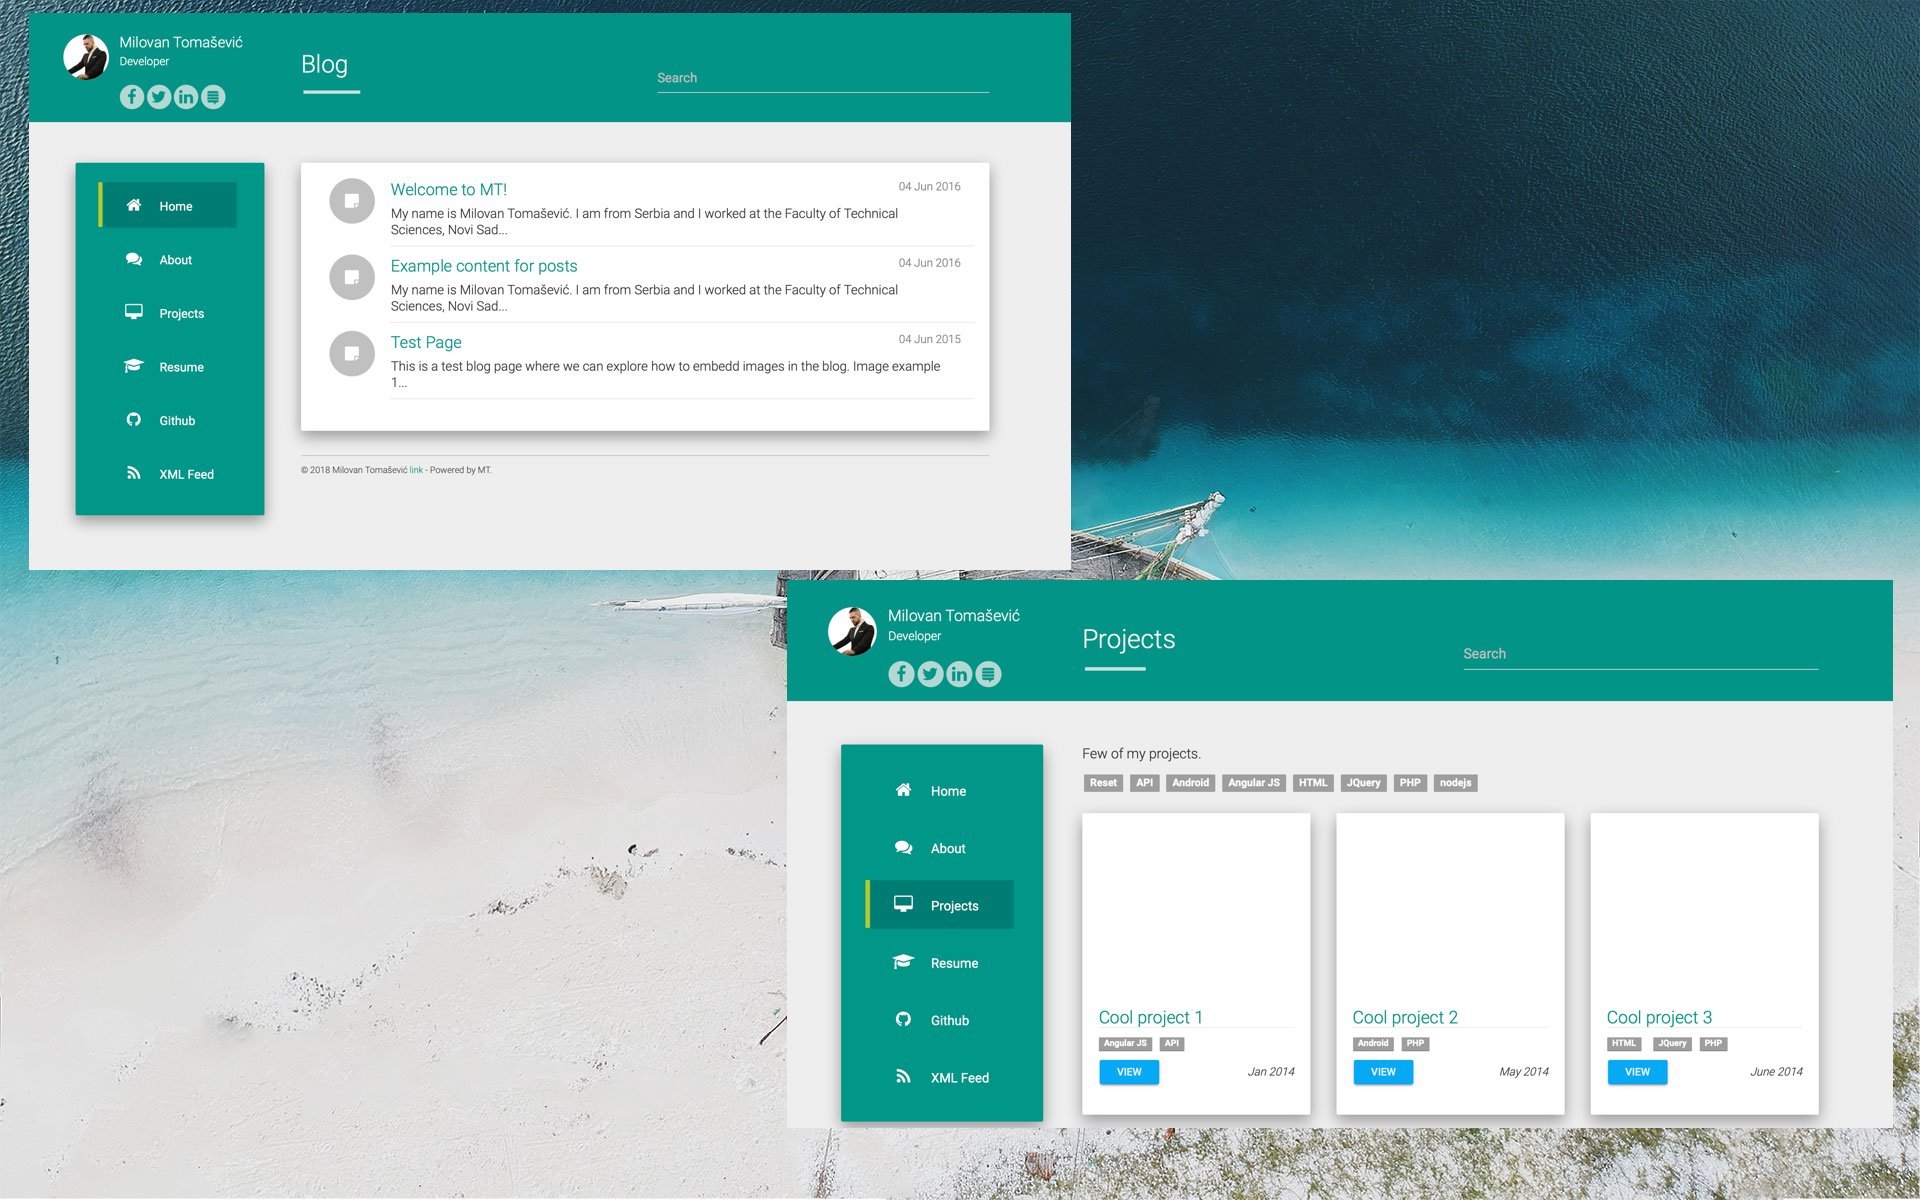 Milovan Tomašević
Developer
Blog
Search
Home
About
Projects
Resume
Github
XML Feed
Welcome to MT!
04 Jun 2016
My name is Milovan Tomašević. I am from Serbia and I worked at the Faculty of Technical
Sciences, Novi Sad...
Example content for posts
04 Jun 2016
My name is Milovan Tomašević. I am from Serbia and I worked at the Faculty of Technical
Sciences, Novi Sad...
Test Page
04 Jun 2015
This is a test blog page where we can explore how to embedd images in the blog. Image example
1...
© 2018 Milovan Tomašević link - Powered by MT.
Milovan Tomašević
Developer
Projects
Search
Home
About
Projects
Resume
Github
XML Feed
Few of my projects.
Reset API Android Angular JS HTML JQuery PHP nodejs
Cool project 1
Angular JS API
VIEW Jan 2014
Cool project 2
Android PHP
VIEW May 2014
Cool project 3
HTML JQuery PHP
VIEW June 2014